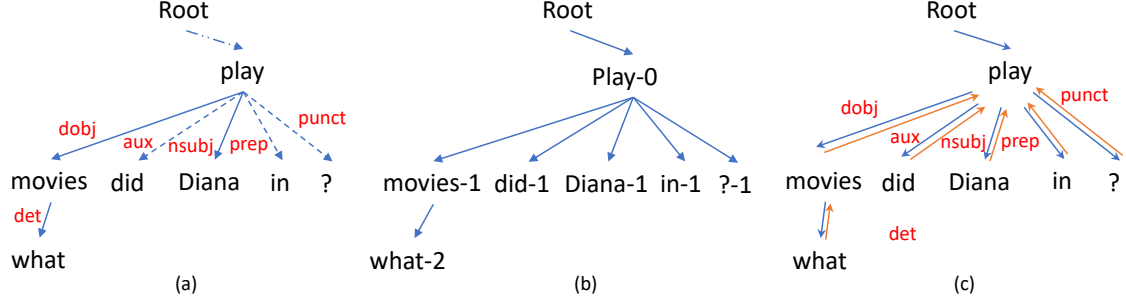 Root
play
dobj
aux
nsubj
prep
punct
movies did Diana in ?
det
what
(a)
Root
Play-0
movies-1 did-1 Diana-1 in-1 ?-1
what-2
(b)
Root
play
dobj
aux
nsubj
prep
punct
movies did Diana in ?
det
what
(c)